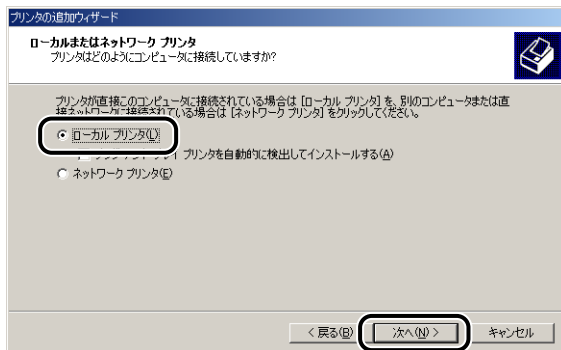 プリンタの追加ウィザード
ローカルまたはネットワーク プリンタ
プリンタはどのようにコンピュータに接続していますか?
プリンタが直接このコンピュータに接続されている場合は [ローカル プリンタ] を、別のコンピュータまたは直
接ネットワークに接続されている場合は [ネットワーク プリンタ] をクリックしてください。
ローカル プリンタ(L)
プリンタを自動的に検出してインストールする(A)
ネットワーク プリンタ(E)
< 戻る(B) 次へ(N) > キャンセル